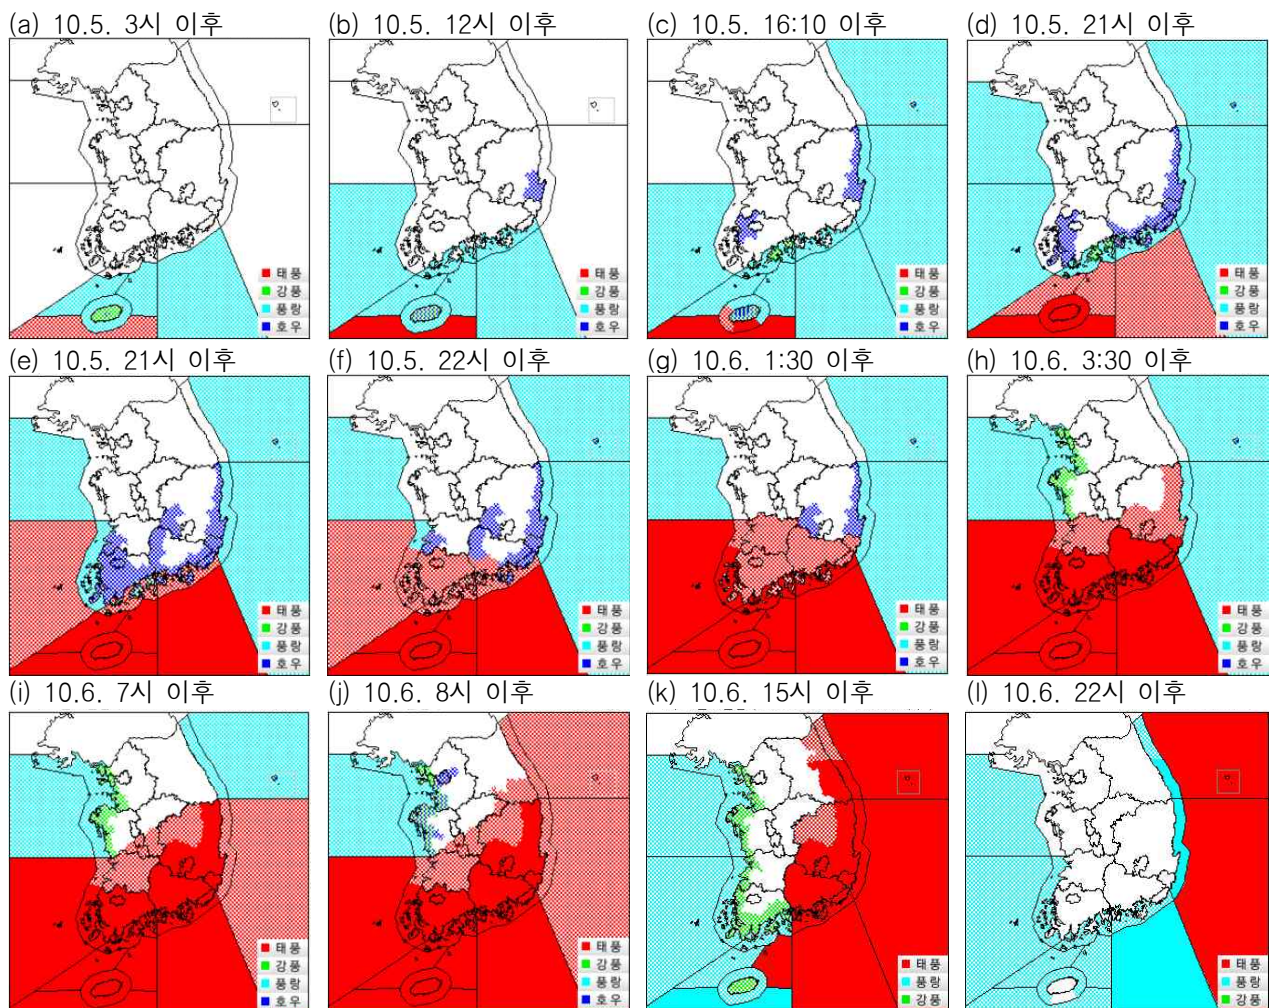 (a) 10.5. 3시 이후
(b) 10.5. 12시 이후
(c) 10.5. 16:10 이후
(d) 10.5. 21시 이후
태풍
강풍
풍랑
호우
태풍
강풍
풍랑
호우
태풍
강풍
풍랑
호우
태풍
강풍
풍랑
호우
(e) 10.5. 21시 이후
(f) 10.5. 22시 이후
(g) 10.6. 1:30 이후
(h) 10.6. 3:30 이후
태풍
강풍
풍랑
호우
태풍
강풍
풍랑
호우
태풍
강풍
풍랑
호우
태풍
강풍
풍랑
호우
(i) 10.6. 7시 이후
(j) 10.6. 8시 이후
(k) 10.6. 15시 이후
(l) 10.6. 22시 이후
태풍
강풍
풍랑
호우
태풍
강풍
풍랑
호우
태풍
강풍
풍랑
태풍
강풍
풍랑